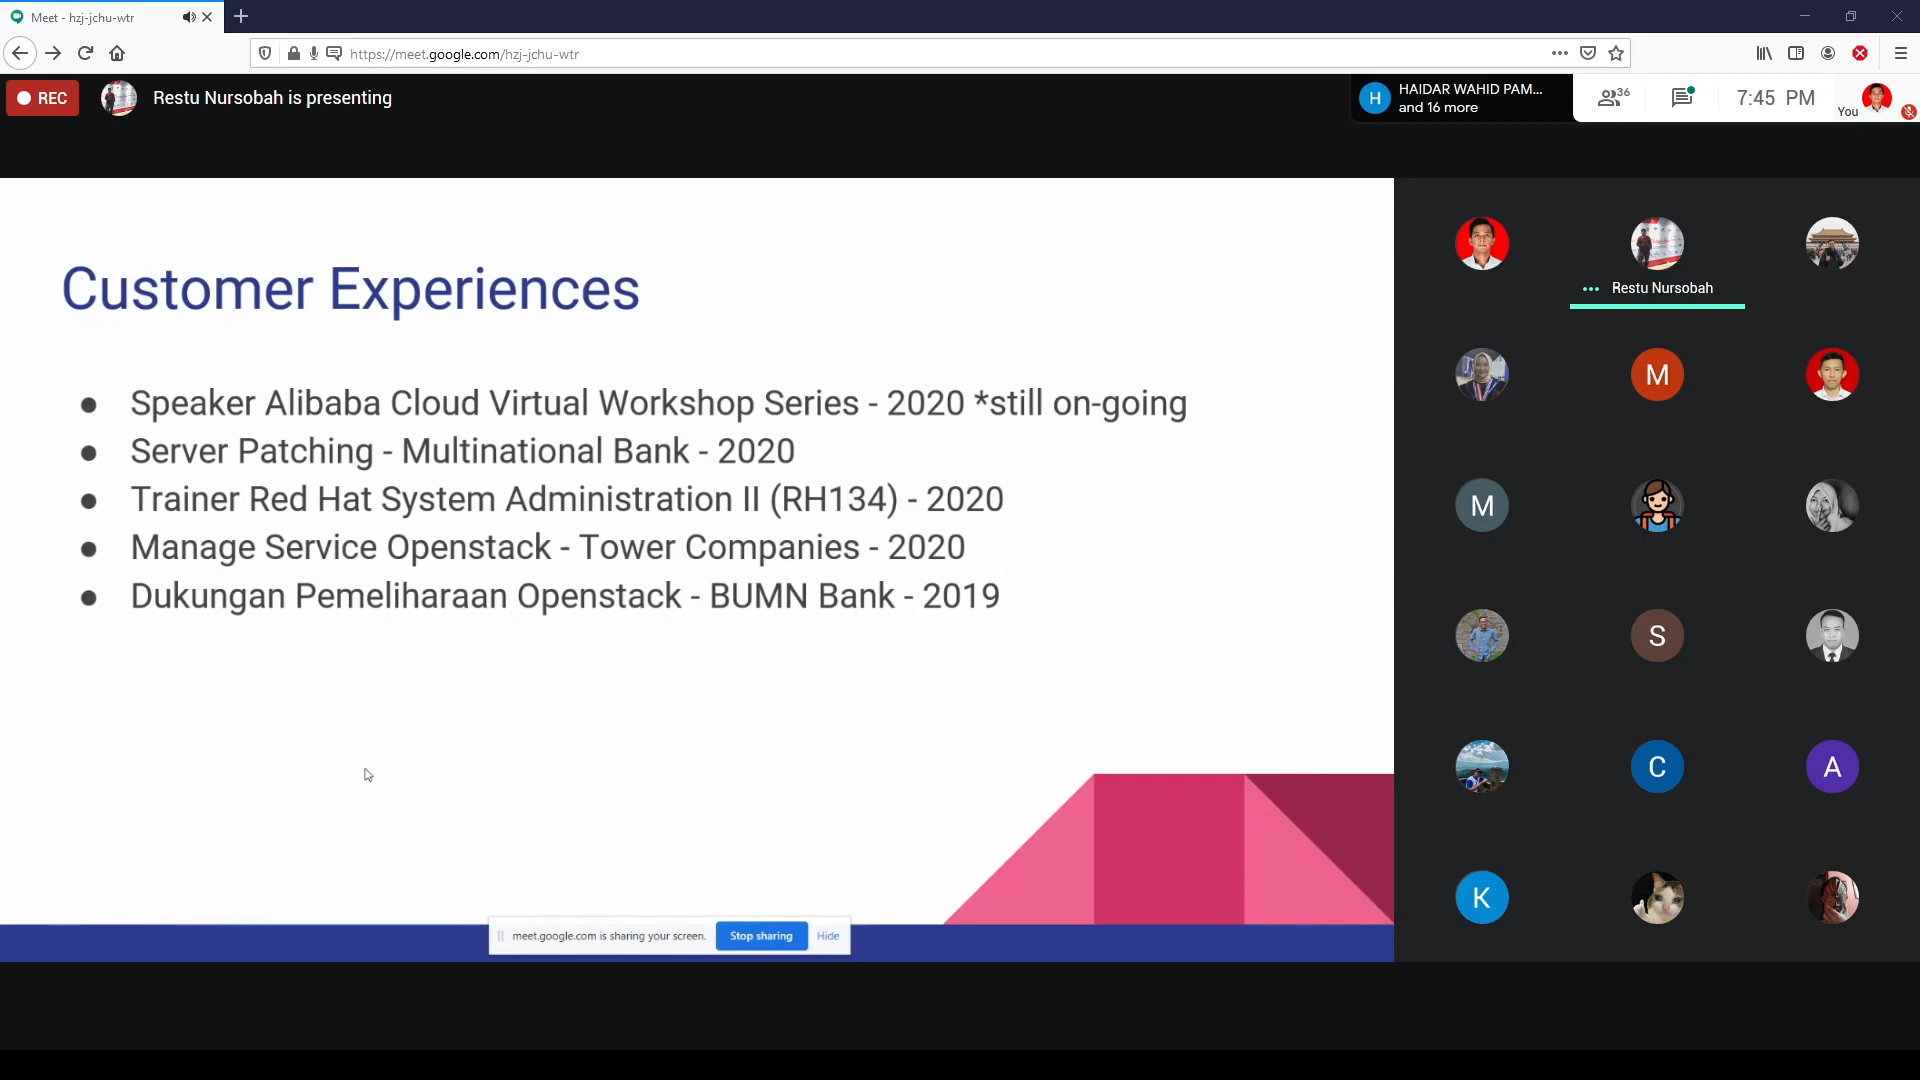 Meet - hzj-jchu-wtr
https://meet.google.com/hzj-jchu-wtr
REC
Restu Nursobah is presenting
H
HAIDAR WAHID PAM...
and 16 more
36
7:45 PM
You
Customer Experiences
Restu Nursobah
● Speaker Alibaba Cloud Virtual Workshop Series - 2020 *still on-going
● Server Patching - Multinational Bank - 2020
● Trainer Red Hat System Administration II (RH134) - 2020
● Manage Service Openstack - Tower Companies - 2020
● Dukungan Pemeliharaan Openstack - BUMN Bank - 2019
M
M
S
C
A
K
meet.google.com is sharing your screen.
Stop sharing
Hide